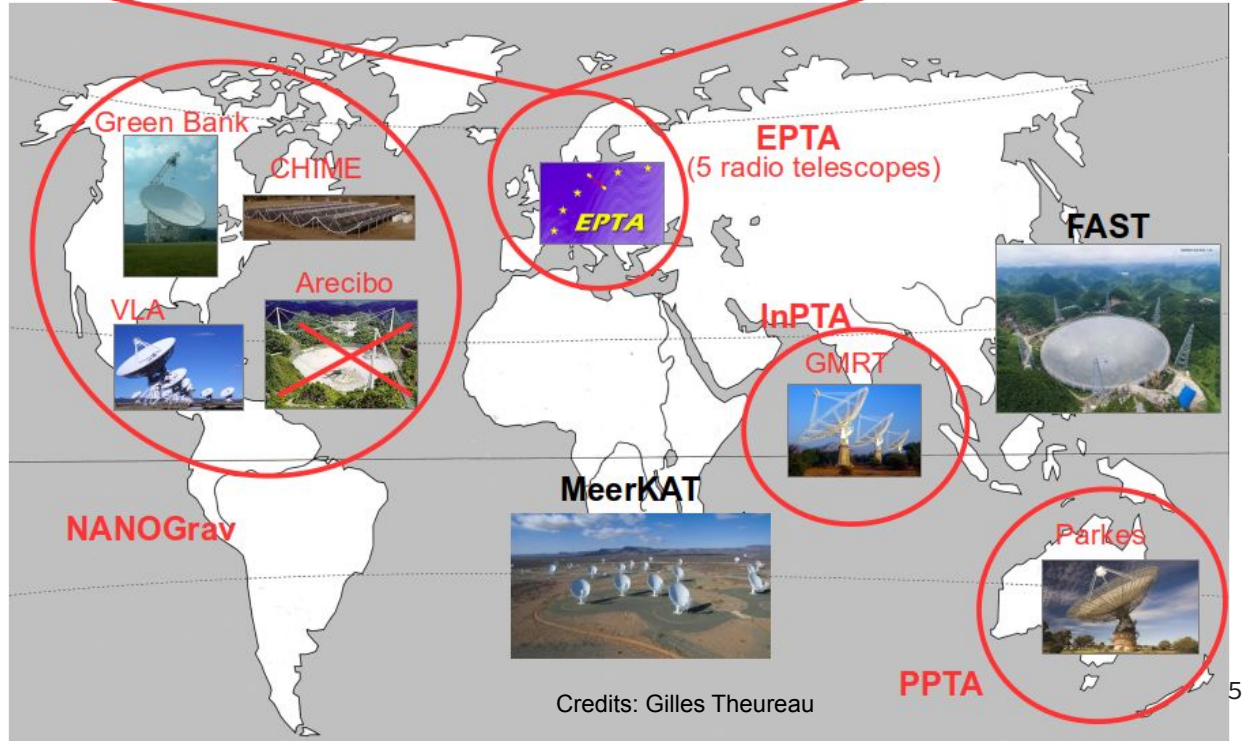 Green Bank
CHIME
EPTA
(5 radio telescopes)
EPTA
FAST
VLA
Arecibo
InPTA
GMRT
MeerKAT
NANOGrav
Parkes
PPTA
Credits: Gilles Theureau
5